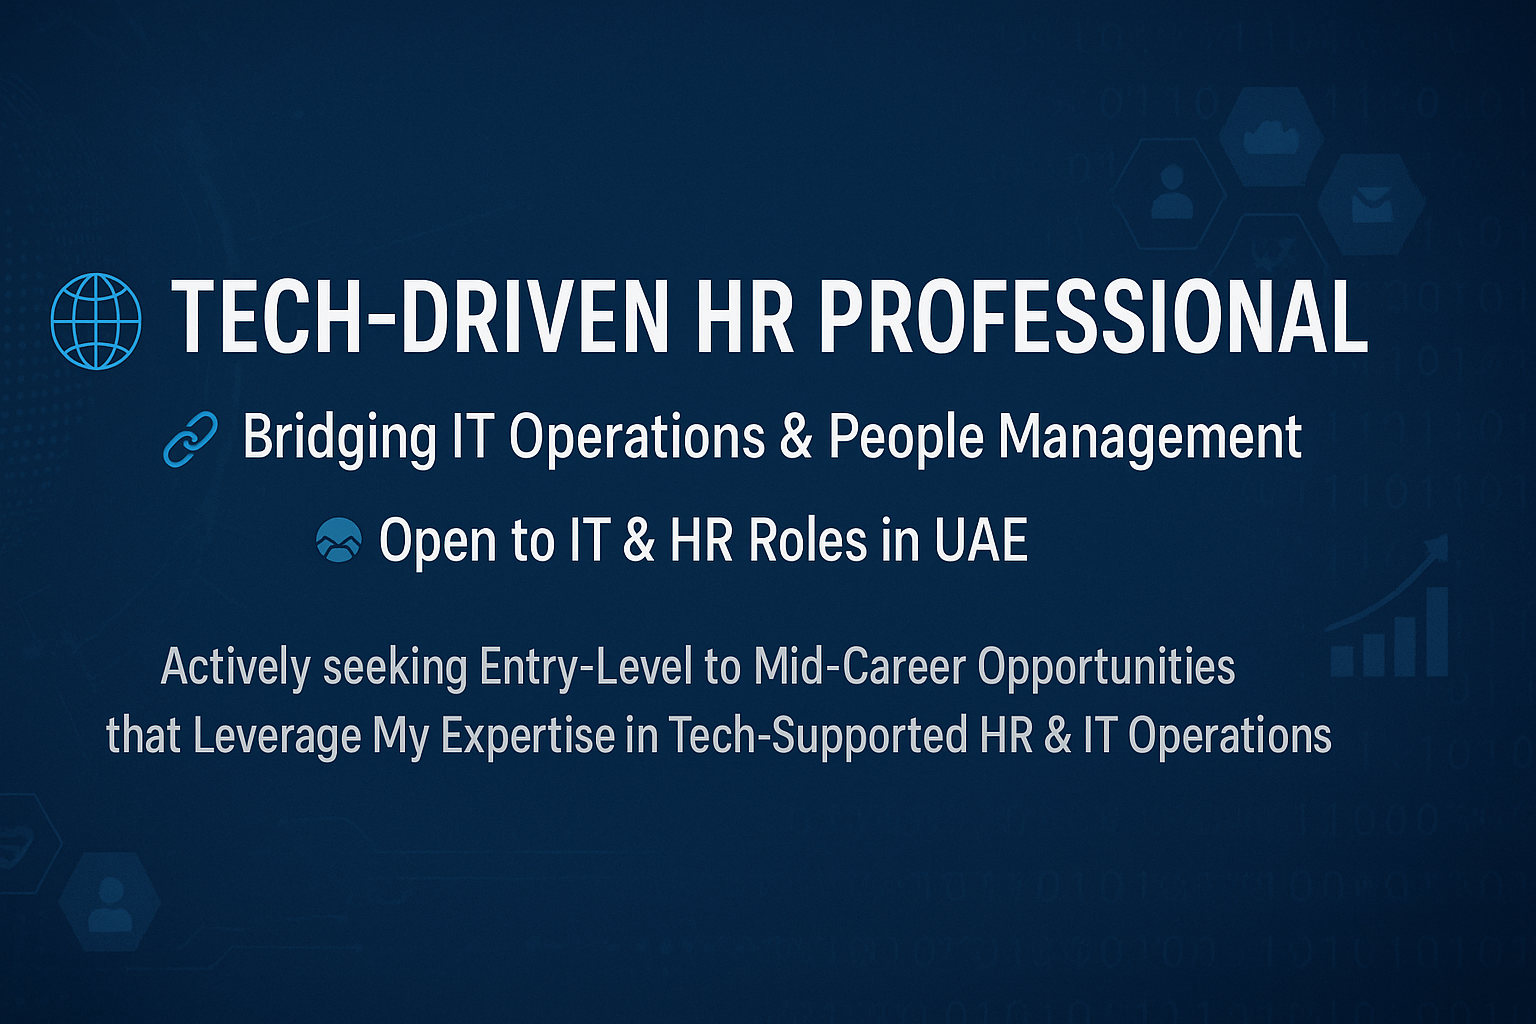 TECH-DRIVEN HR PROFESSIONAL
Bridging IT Operations & People Management
Open to IT & HR Roles in UAE
Actively seeking Entry-Level to Mid-Career Opportunities
that Leverage My Expertise in Tech-Supported HR & IT Operations